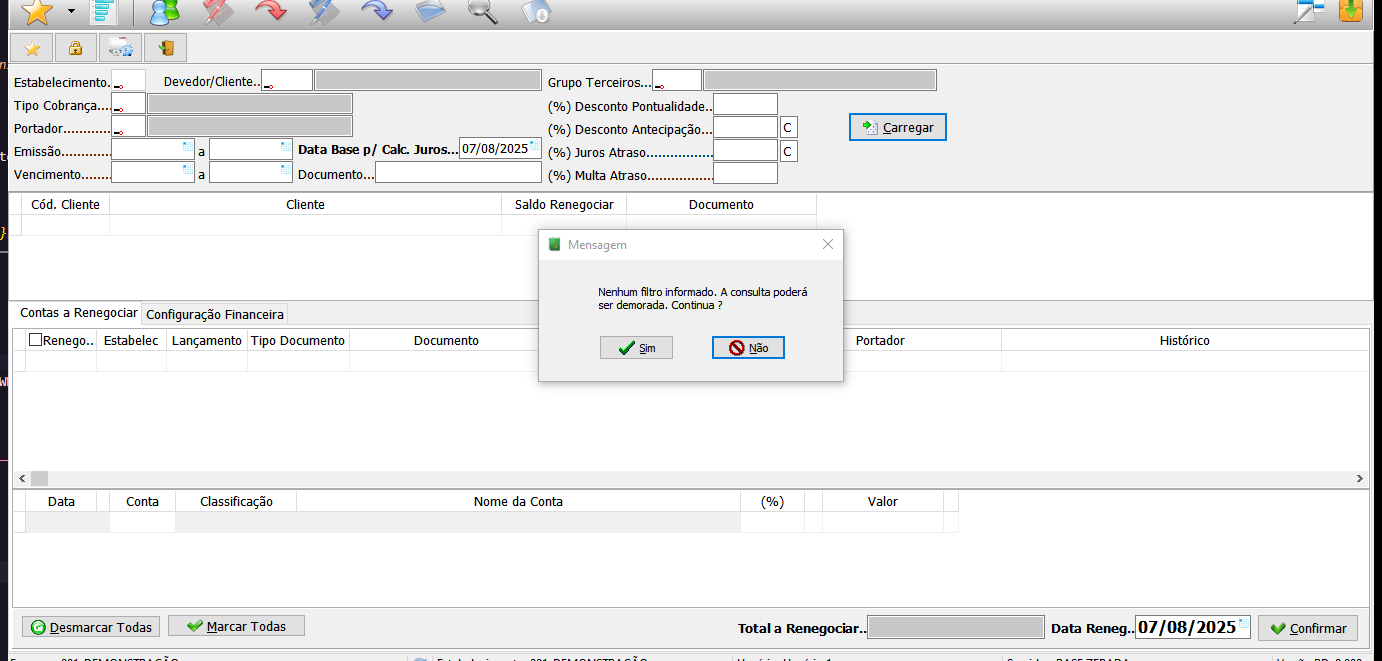 Estabelecimento..
Devedor/Cliente..
Grupo Terceiros...
Tipo Cobrança....
(%) Desconto Pontualidade..
Portador..........
(%) Desconto Antecipação...
C
Carregar
Emissão...........
a
Data Base p/ Calc. Juros...
07/08/2025
(%) Juros Atraso.................
C
Vencimento.......
a
Documento...
(%) Multa Atraso................
Cód. Cliente
Cliente
Saldo Renegociar
Documento
Mensagem
Nenhum filtro informado. A consulta poderá
ser demorada. Continua ?
Sim
Não
Contas a Renegociar
Configuração Financeira
Renego..
Estabelec
Lançamento
Tipo Documento
Documento
Portador
Histórico
Data
Conta
Classificação
Nome da Conta
(%)
Valor
Desmarcar Todas
Marcar Todas
Total a Renegociar..
Data Reneg..
07/08/2025
Confirmar